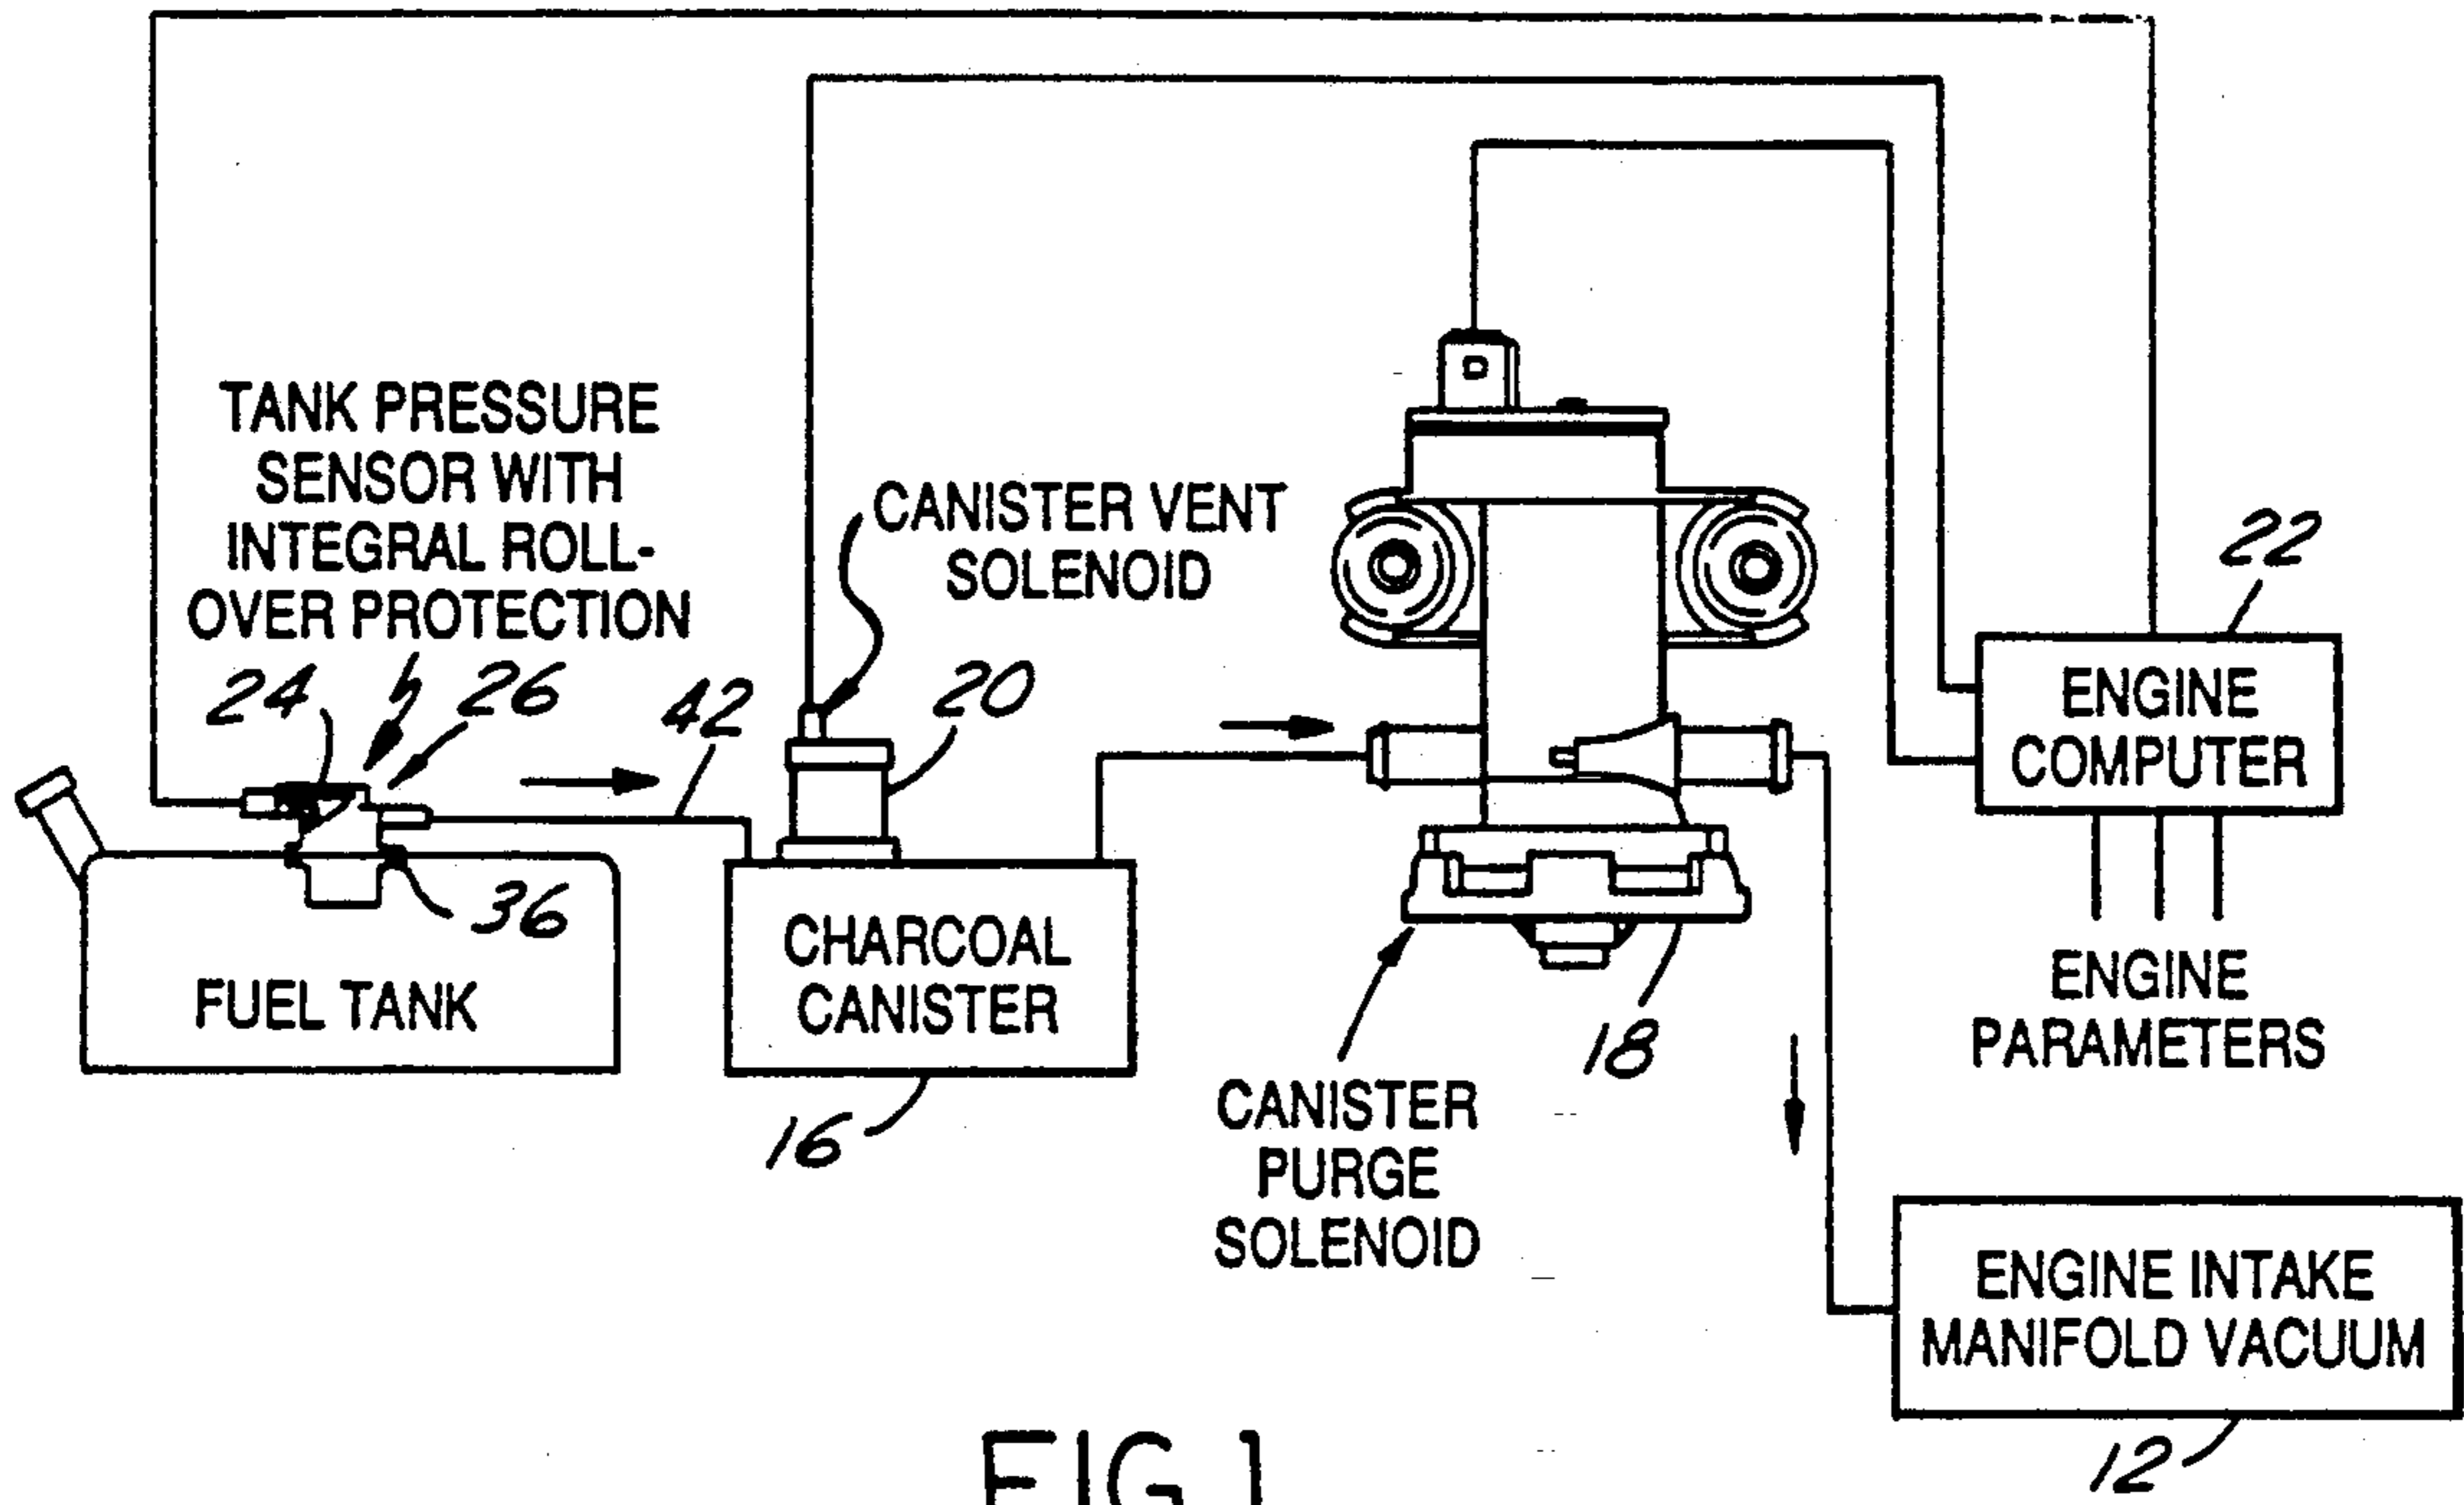 TANK PRESSURE
SENSOR WITH
INTEGRAL ROLL-
OVER PROTECTION
24
26
42
36
FUEL TANK
CANISTER VENT
SOLENOID
20
CHARCOAL
CANISTER
16
CANISTER
PURGE
SOLENOID
18
22
ENGINE
COMPUTER
ENGINE
PARAMETERS
ENGINE INTAKE
MANIFOLD VACUUM
12
FIG.1